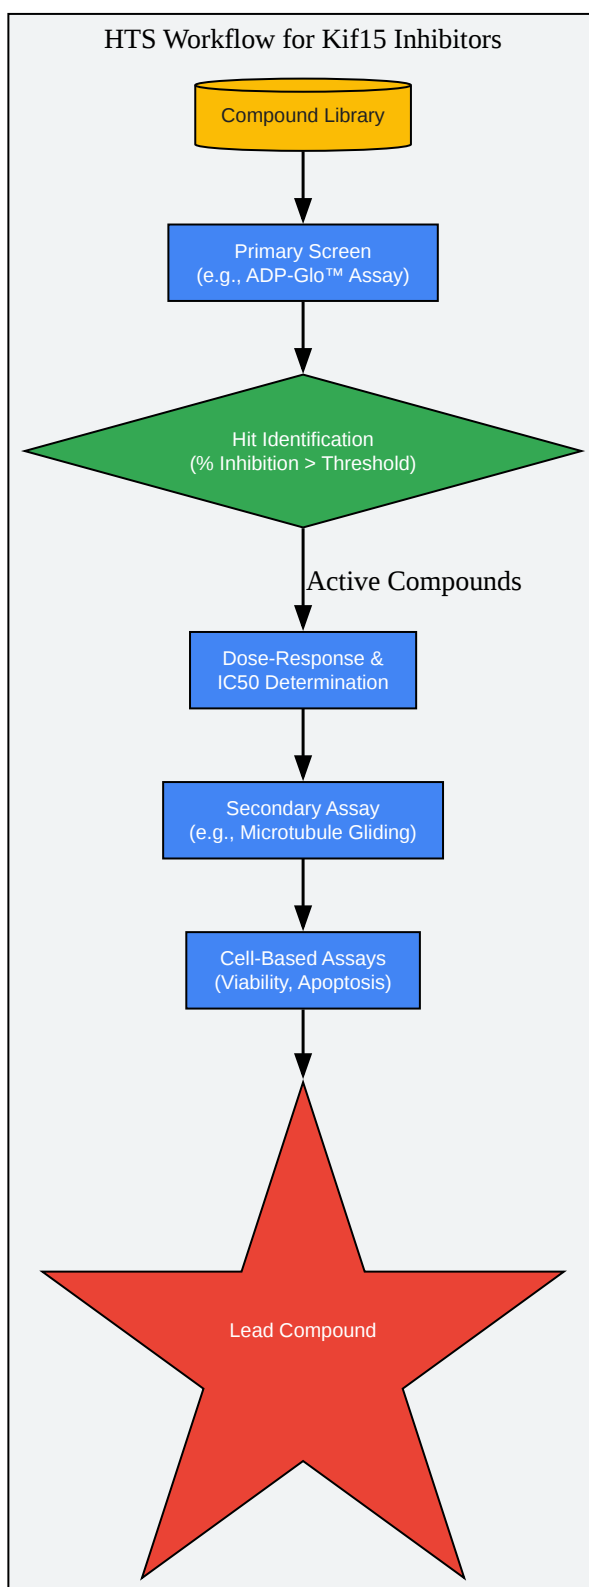 HTS Workflow for Kif15 Inhibitors
Compound Library
Primary Screen
(e.g., ADP-Glo™ Assay)
Hit Identification
(% Inhibition > Threshold)
Active Compounds
Dose-Response &
IC50 Determination
Secondary Assay
(e.g., Microtubule Gliding)
Cell-Based Assays
(Viability, Apoptosis)
Lead Compound